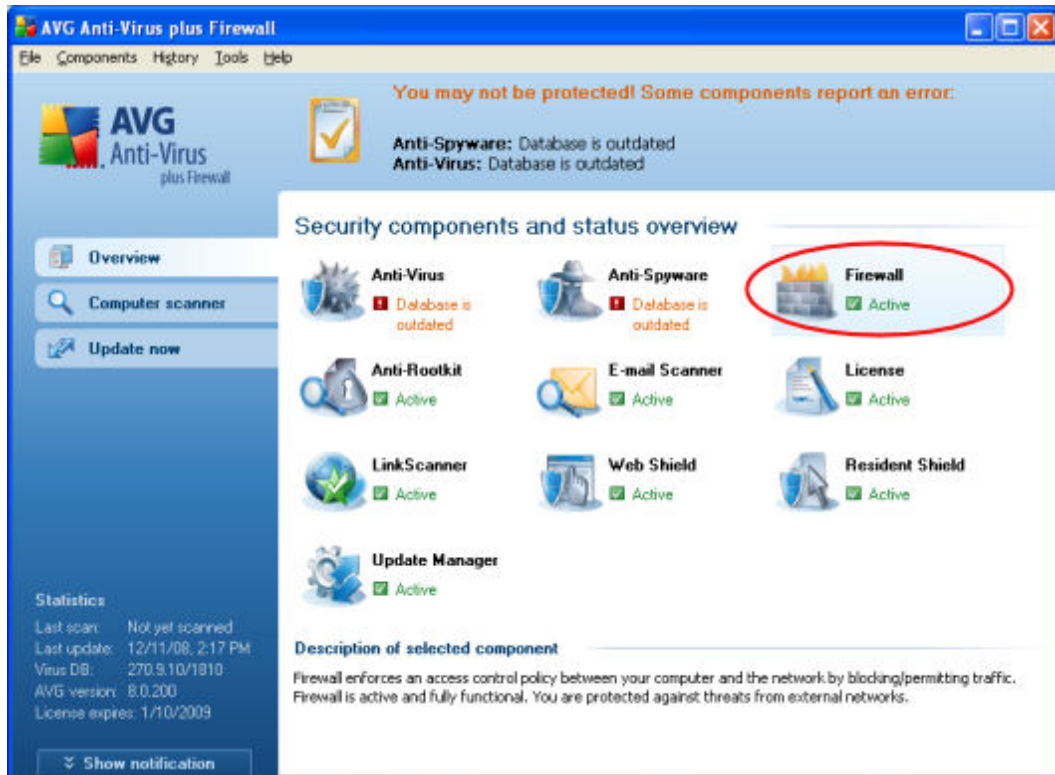 AVG Anti-Virus plus Firewall
File Components History Tools Help
You may not be protected! Some components report an error:
Anti-Spyware: Database is outdated
Anti-Virus: Database is outdated
AVG
Anti-Virus
plus Firewall
Overview
Computer scanner
Update now
Security components and status overview
Anti-Virus
Database is
outdated
Anti-Spyware
Database is
outdated
Firewall
Active
Anti-Rootkit
Active
E-mail Scanner
Active
License
Active
LinkScanner
Active
Web Shield
Active
Resident Shield
Active
Update Manager
Active
Statistics
Last scan: Not yet scanned
Last update: 12/11/08, 2:17 PM
Virus DB: 270.9.10/1810
AVG version: 8.0.200
License expires: 1/10/2009
Show notification
Description of selected component
Firewall enforces an access control policy between your computer and the network by blocking/permitting traffic.
Firewall is active and fully functional. You are protected against threats from external networks.